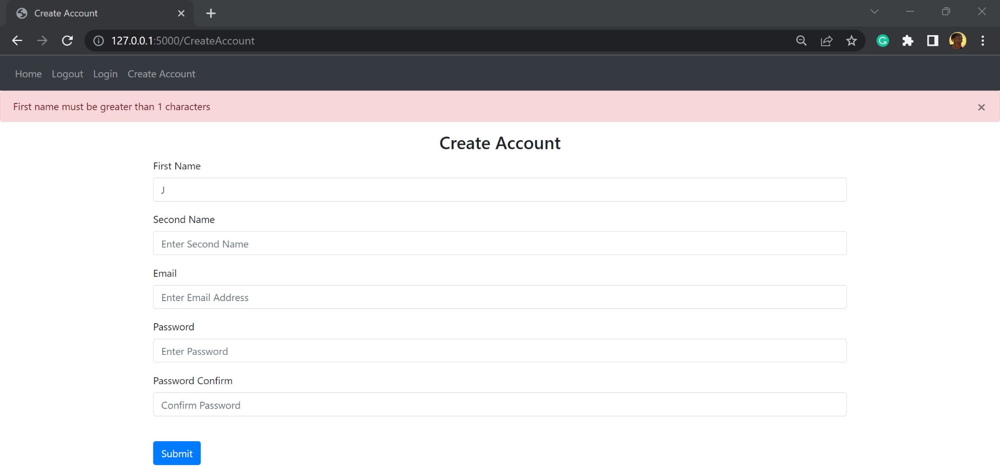 Create Account
127.0.0.1:5000/CreateAccount
Home Logout Login Create Account
First name must be greater than 1 characters
Create Account
First Name
J
Second Name
Enter Second Name
Email
Enter Email Address
Password
Enter Password
Password Confirm
Confirm Password
Submit